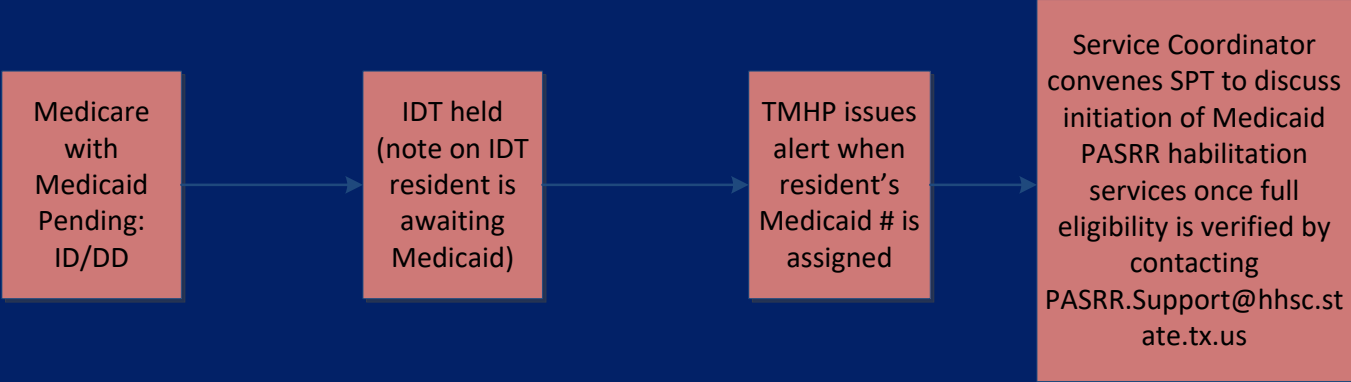 Medicare
with
Medicaid
Pending:
ID/DD
IDT held
(note on IDT
resident is
awaiting
Medicaid)
TMHP issues
alert when
resident’s
Medicaid # is
assigned
Service Coordinator
convenes SPT to discuss
initiation of Medicaid
PASRR habilitation
services once full
eligibility is verified by
contacting
PASRR.Support@hhsc.st
ate.tx.us